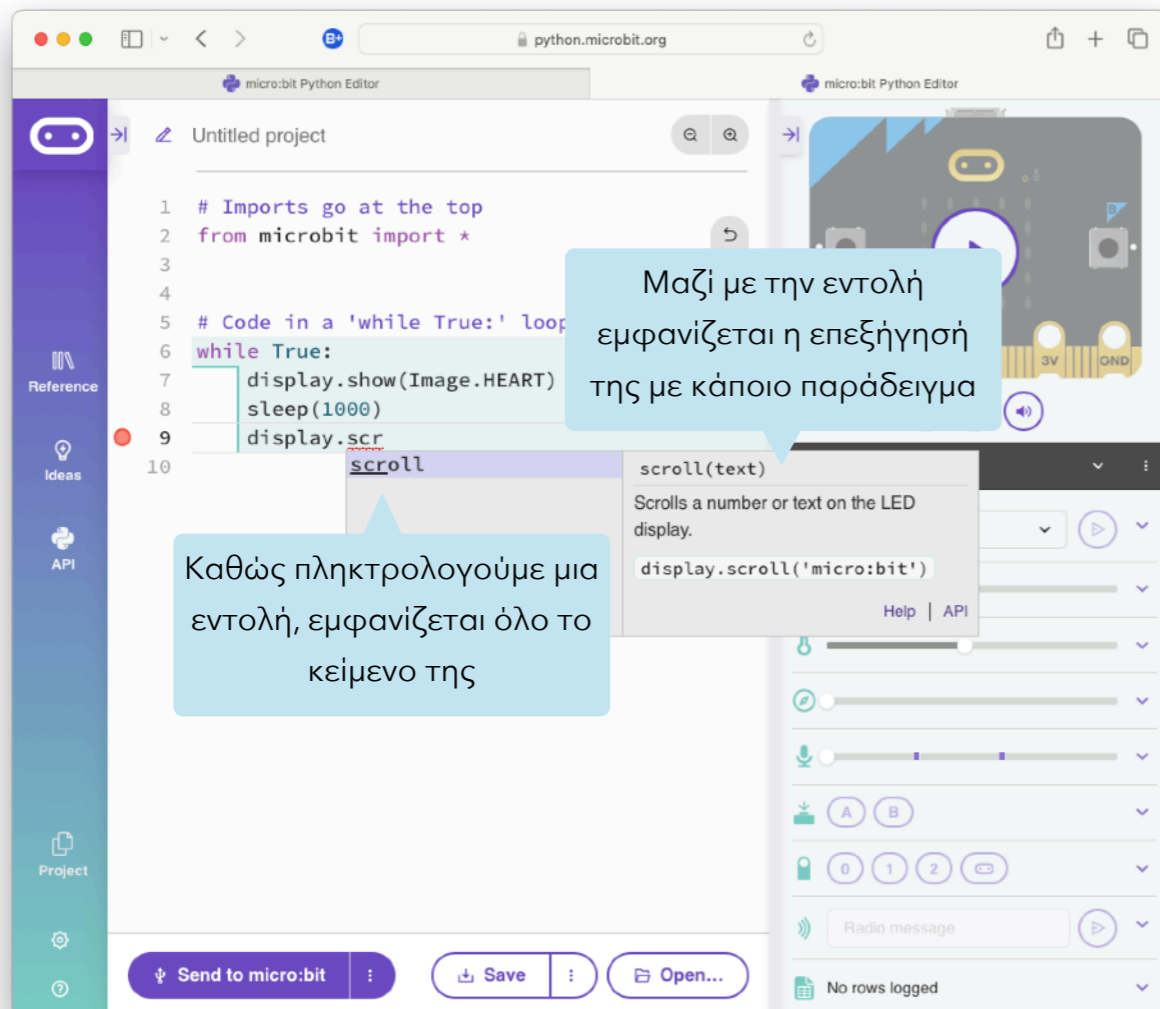 python.microbit.org
micro:bit Python Editor
micro:bit Python Editor
Untitled project
1 # Imports go at the top
2 from microbit import *
3
4
5 # Code in a 'while True:' loop
6 while True:
7 display.show(Image.HEART)
8 sleep(1000)
9 display.scr
10
scroll
scroll(text)
Scrolls a number or text on the LED
display.
display.scroll('micro:bit')
Help | API
Μαζί με την εντολή
εμφανίζεται η επεξήγησή
της με κάποιο παράδειγμα
Καθώς πληκτρολογούμε μια
εντολή, εμφανίζεται όλο το
κείμενο της
Reference
Ideas
API
Project
Send to micro:bit
Save
Open...
B
3V
GND
A B
0 1 2
Radio message
No rows logged